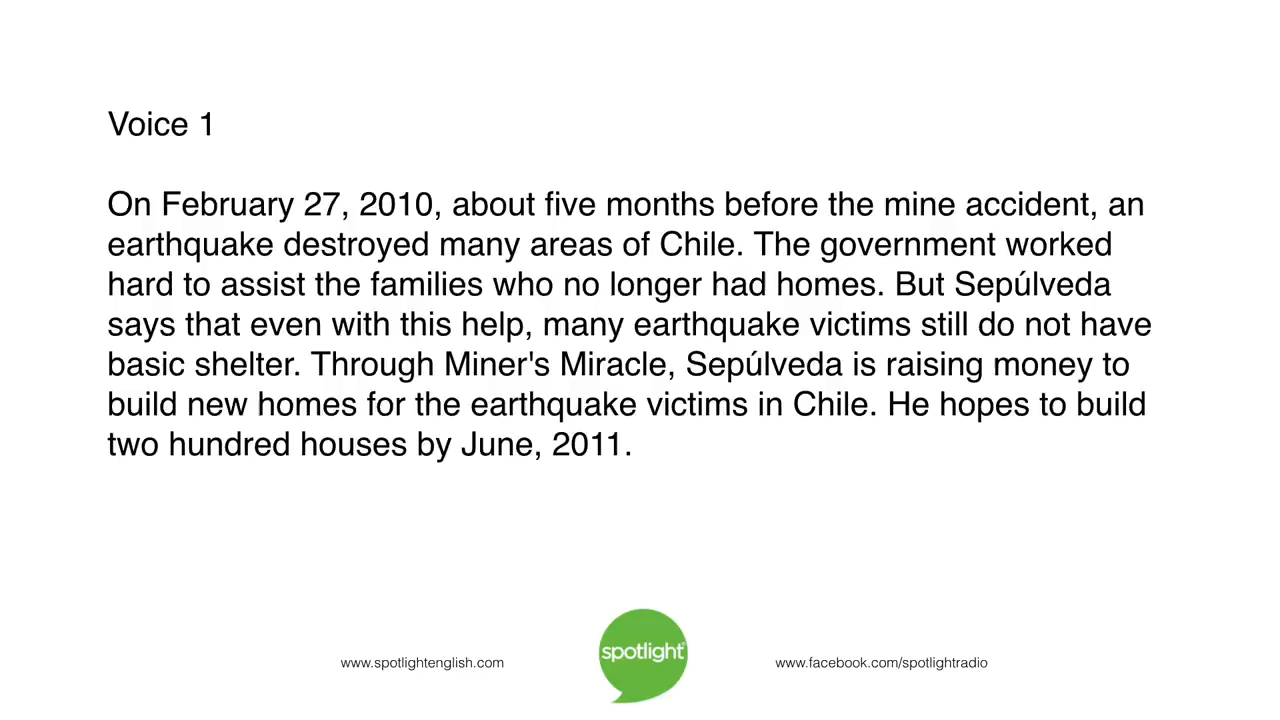 Voice 1
On February 27, 2010, about five months before the mine accident, an
earthquake destroyed many areas of Chile. The government worked
hard to assist the families who no longer had homes. But Sepúlveda
says that even with this help, many earthquake victims still do not have
basic shelter. Through Miner's Miracle, Sepúlveda is raising money to
build new homes for the earthquake victims in Chile. He hopes to build
two hundred houses by June, 2011.
www.spotlightenglish.com
spotlight
www.facebook.com/spotlightradio